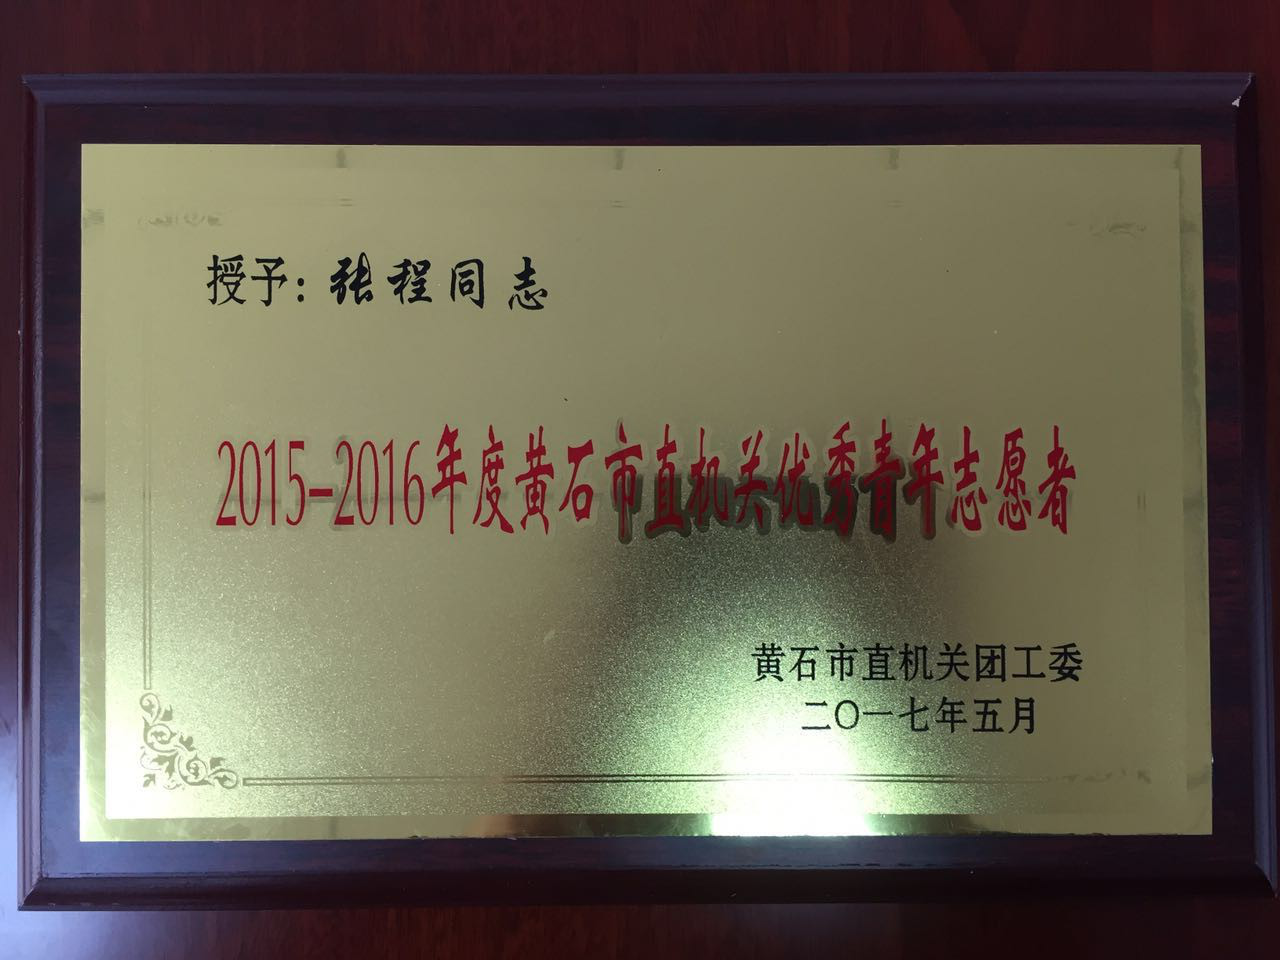 授予：张程同志
2015-2016年度黄石市直机关优秀青年志愿者
黄石市直机关团工委
二〇一七年五月